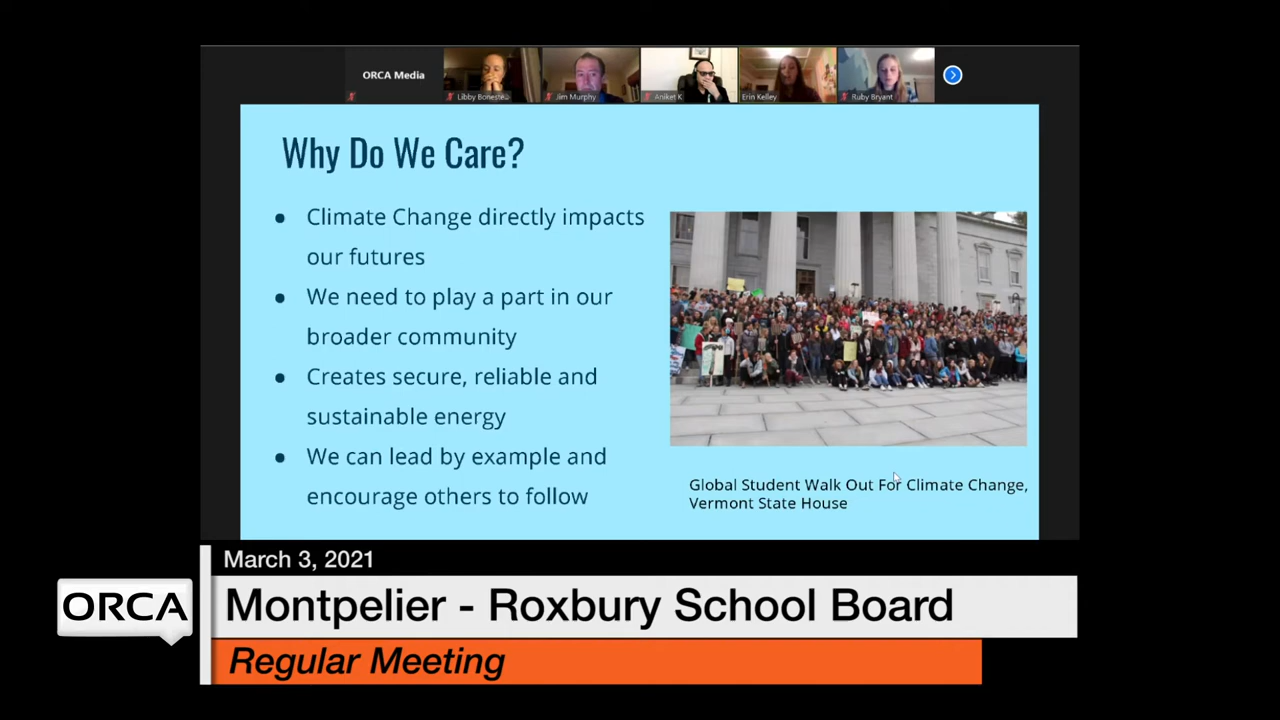 ORCA Media
Libby Boneste...
Jim Murphy
Aniket K
Erin Kelley
Ruby Bryant
Why Do We Care?
● Climate Change directly impacts
our futures
● We need to play a part in our
broader community
● Creates secure, reliable and
sustainable energy
● We can lead by example and
encourage others to follow
Global Student Walk Out For Climate Change,
Vermont State House
March 3, 2021
ORCA
Montpelier - Roxbury School Board
Regular Meeting